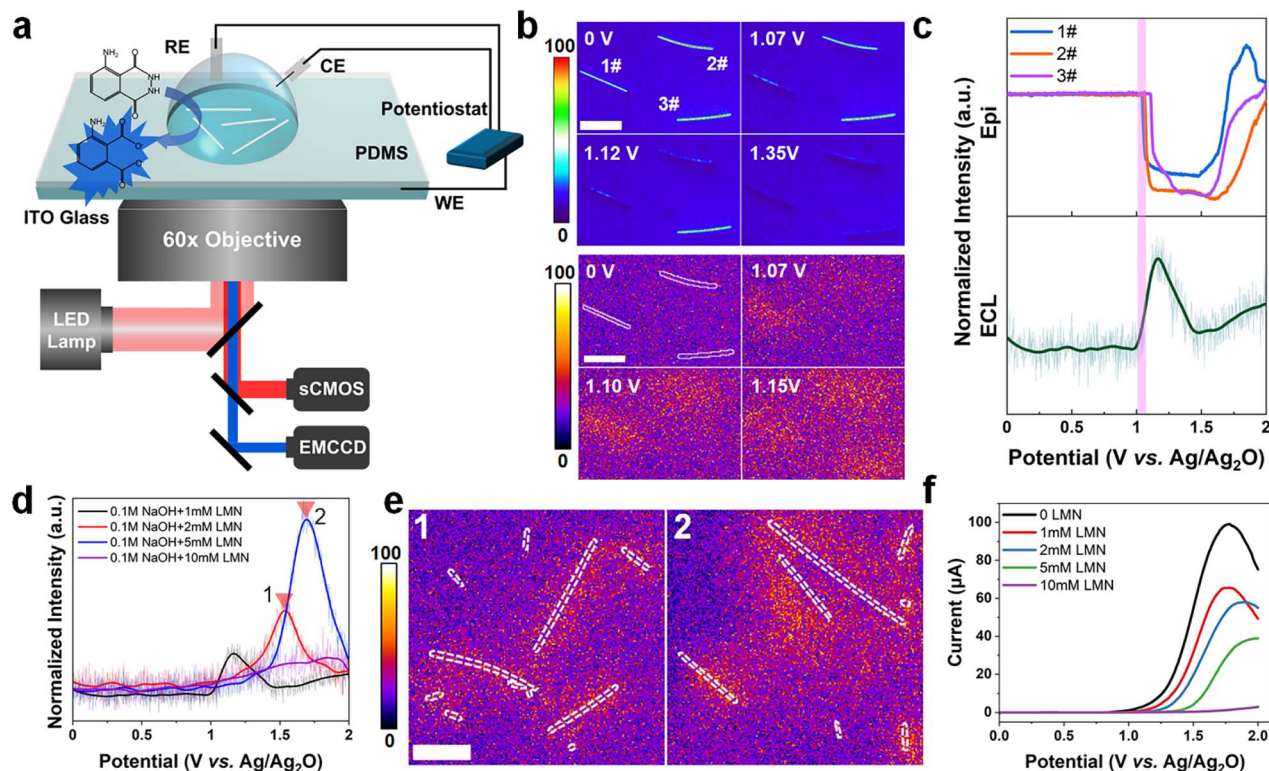 a
NH₂
O
NH
NH
O
NH₂
O
O
O
O
RE
CE
Potentiostat
PDMS
WE
ITO Glass
60x Objective
LED
Lamp
sCMOS
EMCCD
b
100
0
0 V
1#
2#
3#
1.07 V
1.12 V
1.35V
100
0
0 V
1.07 V
1.10 V
1.15V
c
1#
2#
3#
Normalized Intensity (a.u.)
Epi
ECL
0
0.5
1
1.5
2
Potential (V vs. Ag/Ag₂O)
d
0.1M NaOH+1mM LMN
0.1M NaOH+2mM LMN
0.1M NaOH+5mM LMN
0.1M NaOH+10mM LMN
1
2
Normalized Intensity (a.u.)
0.0
0.5
1.0
1.5
2
Potential (V vs. Ag/Ag₂O)
e
100
0
1
2
f
0 LMN
1mM LMN
2mM LMN
5mM LMN
10mM LMN
Current (µA)
100
80
60
40
20
0
0.0
0.5
1.0
1.5
2.0
Potential (V vs. Ag/Ag₂O)